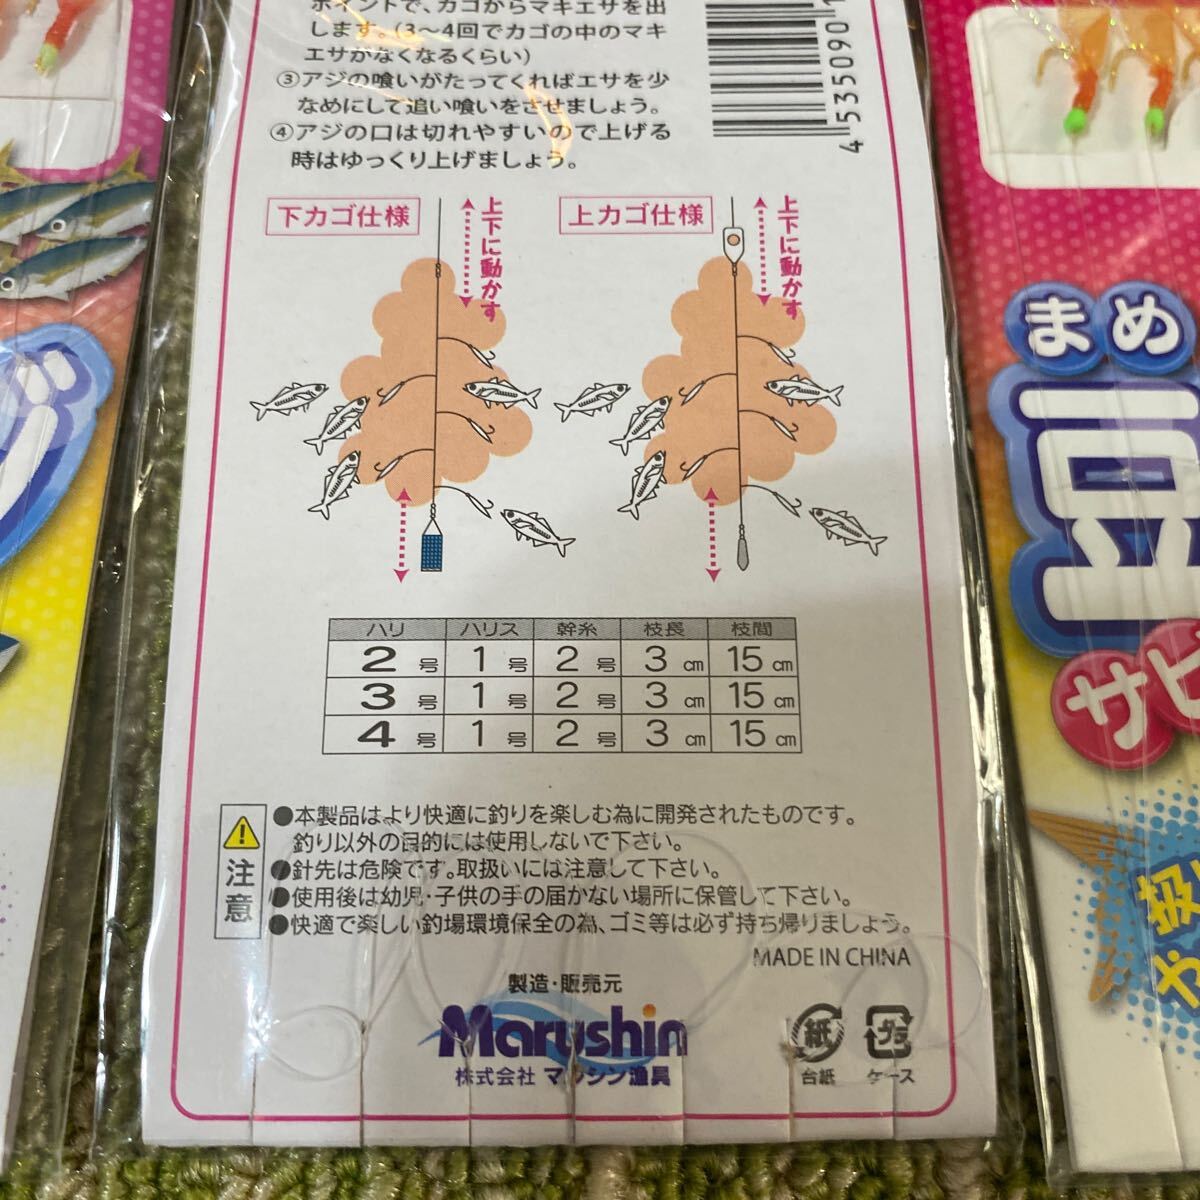 ポイントで、カゴからマキエサを出
します。(3〜4回でカゴの中のマキ
エサがなくなるくらい)
③アジの喰いがたってくればエサを少
なめにして追い喰いをさせましょう。
④アジの口は切れやすいので上げる
時はゆっくり上げましょう。
4 535090
下カゴ仕様
上下に動かす
上カゴ仕様
上下に動かす
ハリ ハリス 幹糸 枝長 枝間
2号 1号 2号 3cm 15cm
3号 1号 2号 3cm 15cm
4号 1号 2号 3cm 15cm
注意
●本製品はより快適に釣りを楽しむ為に開発されたものです。
釣り以外の目的には使用しないで下さい。
●針先は危険です。取扱いには注意して下さい。
●使用後は幼児・子供の手の届かない場所に保管して下さい。
●快適で楽しい釣場環境保全の為、ゴミ等は必ず持ち帰りましょう。
MADE IN CHINA
製造・販売元
Marushin
株式会社 マルシン漁具
紙
台紙
プラ
ケース
まめ
豆
サビ
扱い
や